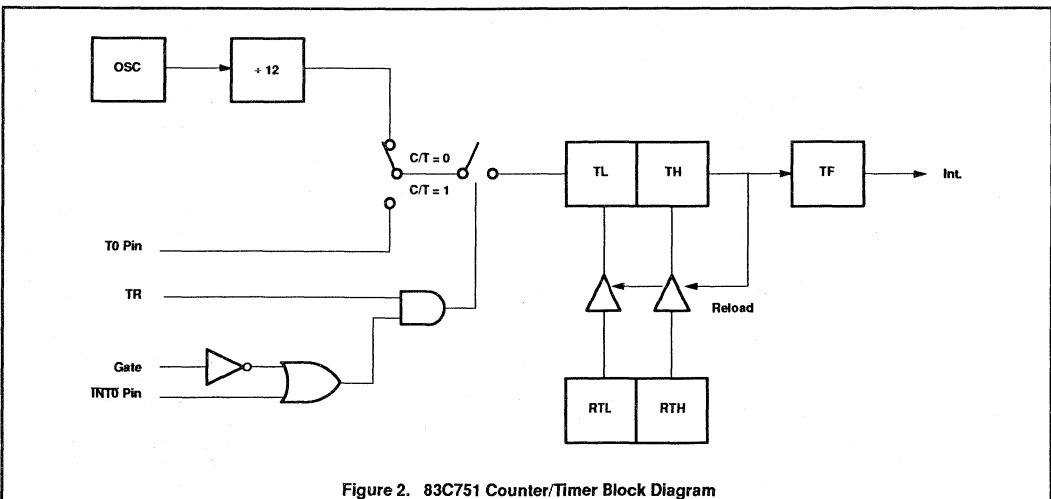 OSC
÷ 12
C/T = 0
C/T = 1
TL
TH
TF
Int.
T0 Pin
TR
Reload
Gate
INT0 Pin
RTL
RTH
Figure 2. 83C751 Counter/Timer Block Diagram